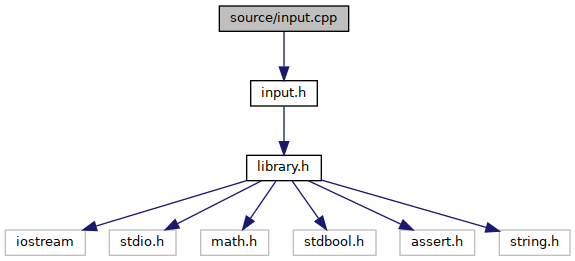 source/input.cpp
input.h
library.h
iostream
stdio.h
math.h
stdbool.h
assert.h
string.h